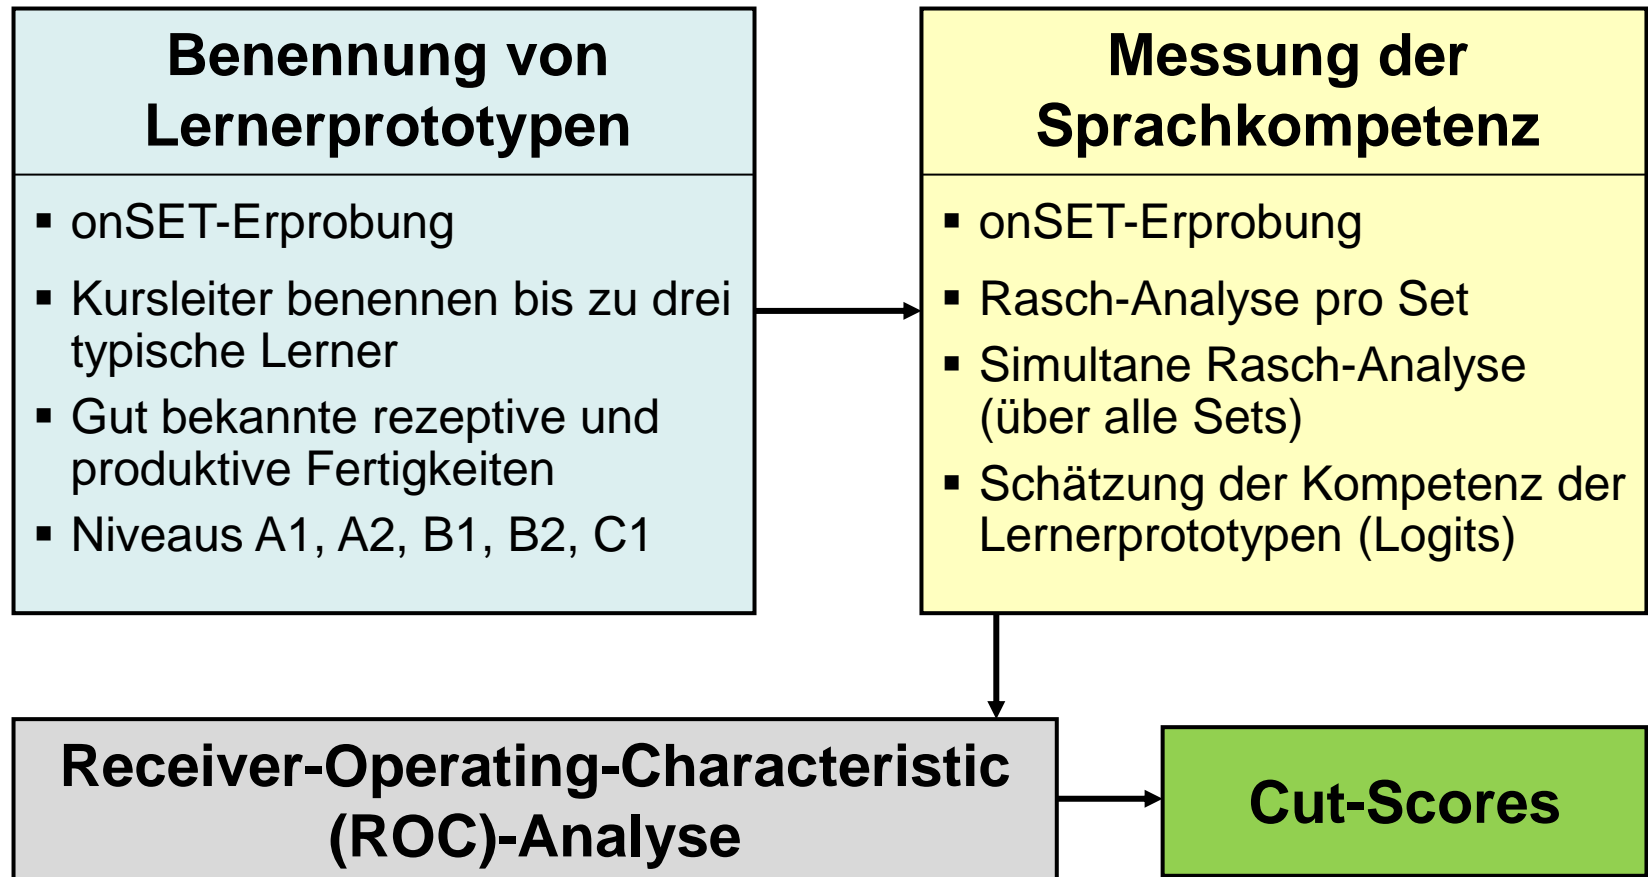 Benennung von
Lernerprototypen
▪ onSET-Erprobung
▪ Kursleiter benennen bis zu drei
typische Lerner
▪ Gut bekannte rezeptive und
produktive Fertigkeiten
▪ Niveaus A1, A2, B1, B2, C1
Messung der
Sprachkompetenz
▪ onSET-Erprobung
▪ Rasch-Analyse pro Set
▪ Simultane Rasch-Analyse
(über alle Sets)
▪ Schätzung der Kompetenz der
Lernerprototypen (Logits)
Receiver-Operating-Characteristic
(ROC)-Analyse
Cut-Scores